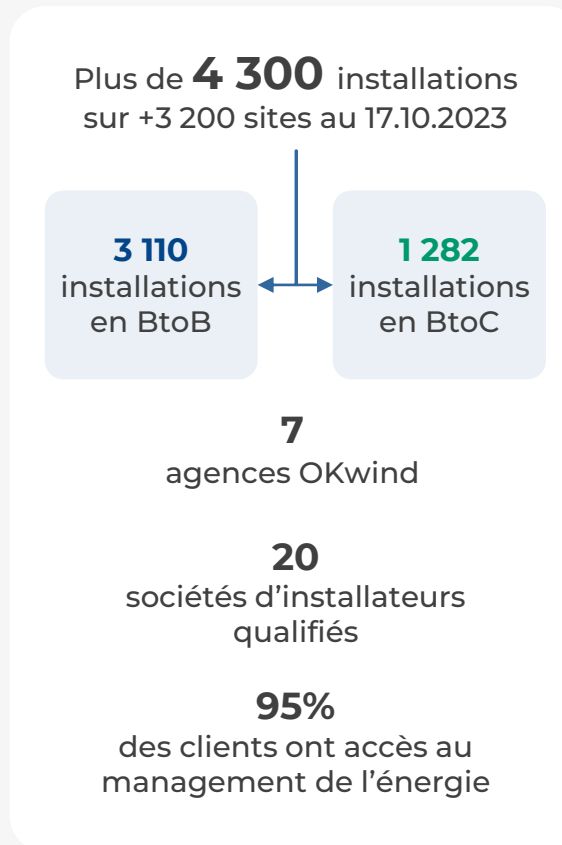 Plus de 4 300 installations
sur +3 200 sites au 17.10.2023
3 110
installations
en BtoB
1 282
installations
en BtoC
7
agences OKwind
20
sociétés d’installateurs
qualifiés
95%
des clients ont accès au
management de l’énergie